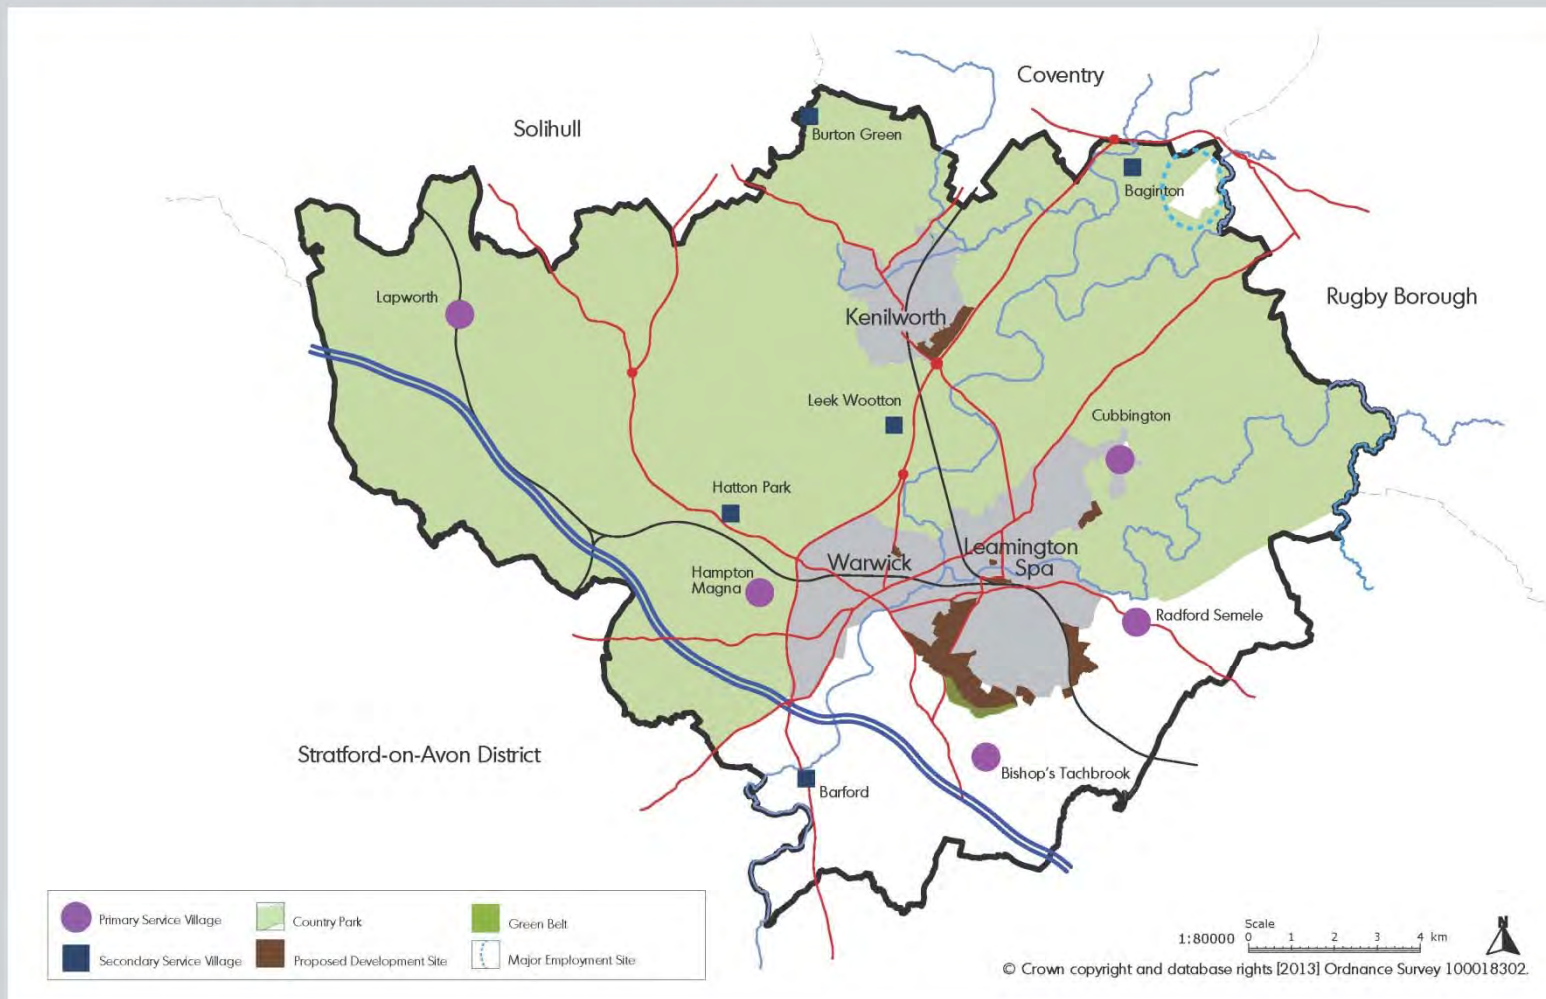 Coventry
Solihull
Burton Green
Baginton
Lapworth
Rugby Borough
Kenilworth
Leek Wootton
Cubbington
Hatton Park
Leamington
Spa
Warwick
Hampton
Magna
Radford Semele
Stratford-on-Avon District
Bishop's Tachbrook
Barford
Primary Service Village
Country Park
Green Belt
Secondary Service Village
Proposed Development Site
Major Employment Site
N
Scale
1:80000 0 1 2 3 4 km
© Crown copyright and database rights [2013] Ordnance Survey 100018302.